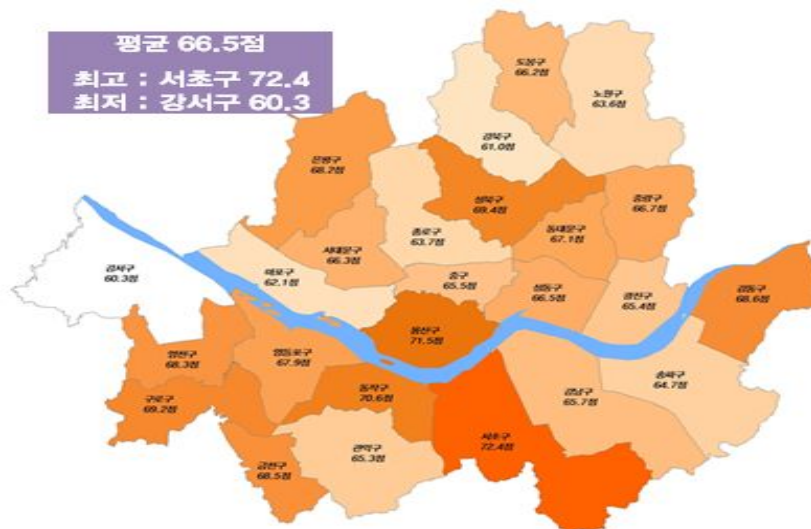 평균 66.5점
최고 : 서초구 72.4
최저 : 강서구 60.3
도봉구
66.2점
노원구
63.6점
강북구
61.0점
은평구
68.2점
성북구
69.4점
중랑구
66.7점
종로구
63.7점
동대문구
67.1점
서대문구
66.3점
강서구
60.3점
마포구
62.1점
중구
65.5점
성동구
66.5점
광진구
65.4점
강동구
68.6점
용산구
71.5점
양천구
68.3점
영등포구
67.9점
송파구
64.7점
구로구
69.2점
동작구
70.6점
강남구
65.7점
서초구
72.4점
관악구
65.3점
금천구
68.5점